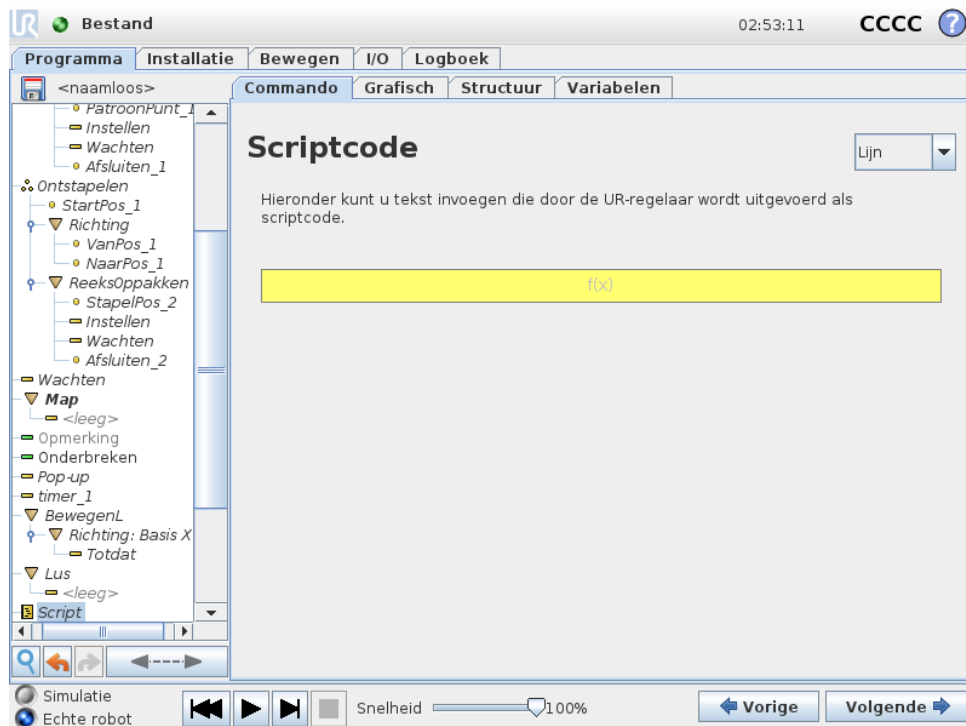 UR Bestand 02:53:11 CCCC ?
Programma Installatie Bewegen I/O Logboek
<naamloos>
Commando Grafisch Structuur Variabelen
PatroonPunt_1
Instellen
Wachten
Afsluiten_1
Ontstapelen
StartPos_1
Richting
VanPos_1
NaarPos_1
ReeksOppakken
StapelPos_2
Instellen
Wachten
Afsluiten_2
Wachten
Map
<leeg>
Opmerking
Onderbreken
Pop-up
timer_1
BewegenL
Richting: Basis X
Totdat
Lus
<leeg>
Script
Scriptcode
Lijn
Hieronder kunt u tekst invoegen die door de UR-regelaar wordt uitgevoerd als
scriptcode.
f(x)
Simulatie
Echte robot
Snelheid 100%
Vorige
Volgende